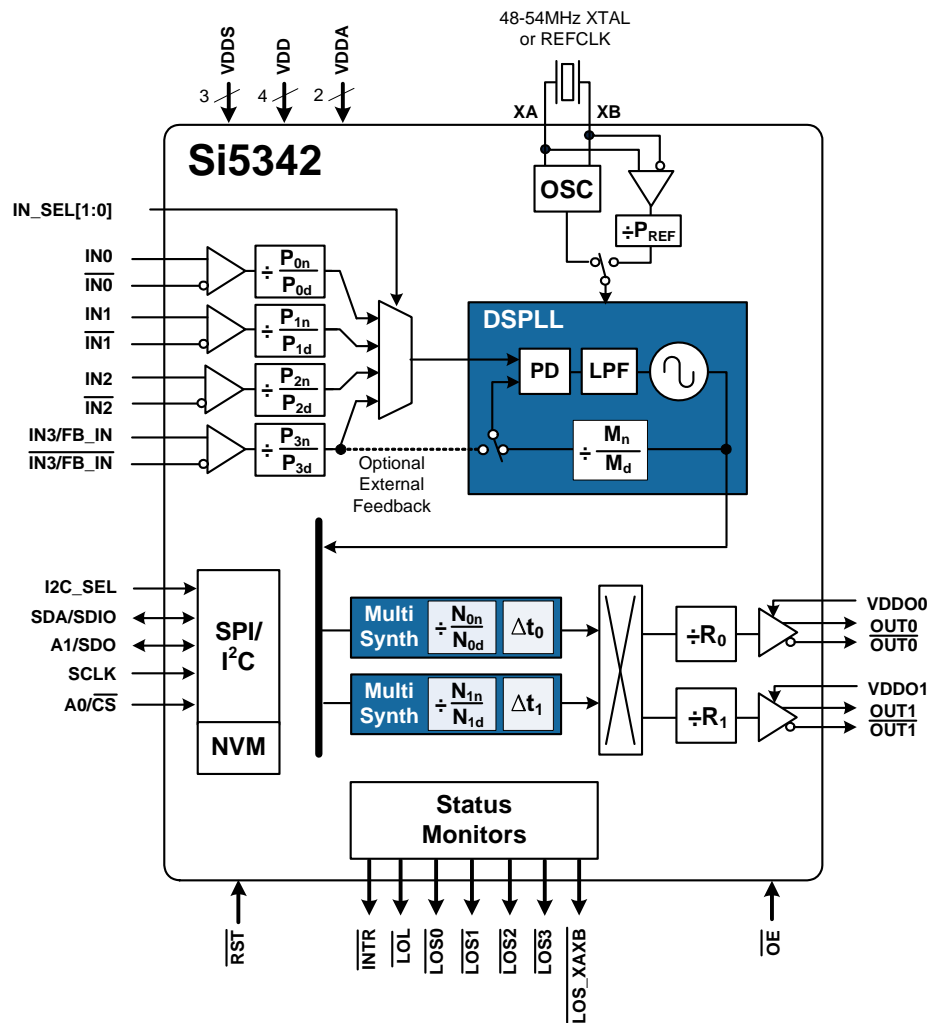 48-54MHz XTAL
or REFCLK
VDDS
VDD
VDDA
3
4
2
XA
XB
Si5342
OSC
÷PREF
IN_SEL[1:0]
IN0
IN0
÷ P0n
P0d
IN1
IN1
÷ P1n
P1d
IN2
IN2
÷ P2n
P2d
IN3/FB_IN
IN3/FB_IN
÷ P3n
P3d
DSPLL
PD
LPF
÷ Mn
Md
Optional
External
Feedback
I2C_SEL
SDA/SDIO
A1/SDO
SCLK
A0/CS
SPI/
I²C
NVM
Multi
Synth
÷ N0n
N0d
Δt0
Multi
Synth
÷ N1n
N1d
Δt1
÷R0
÷R1
VDDO0
OUT0
OUT0
VDDO1
OUT1
OUT1
Status
Monitors
RST
INTR
LOL
LOS0
LOS1
LOS2
LOS3
LOS_XAXB
OE